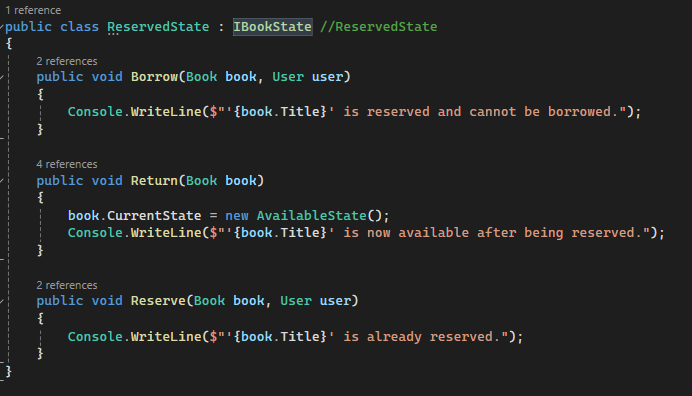 1 reference
public class ReservedState : IBookState //ReservedState
{
2 references
public void Borrow(Book book, User user)
{
Console.WriteLine($"'{book.Title}' is reserved and cannot be borrowed.");
}
4 references
public void Return(Book book)
{
book.CurrentState = new AvailableState();
Console.WriteLine($"'{book.Title}' is now available after being reserved.");
}
2 references
public void Reserve(Book book, User user)
{
Console.WriteLine($"'{book.Title}' is already reserved.");
}
}